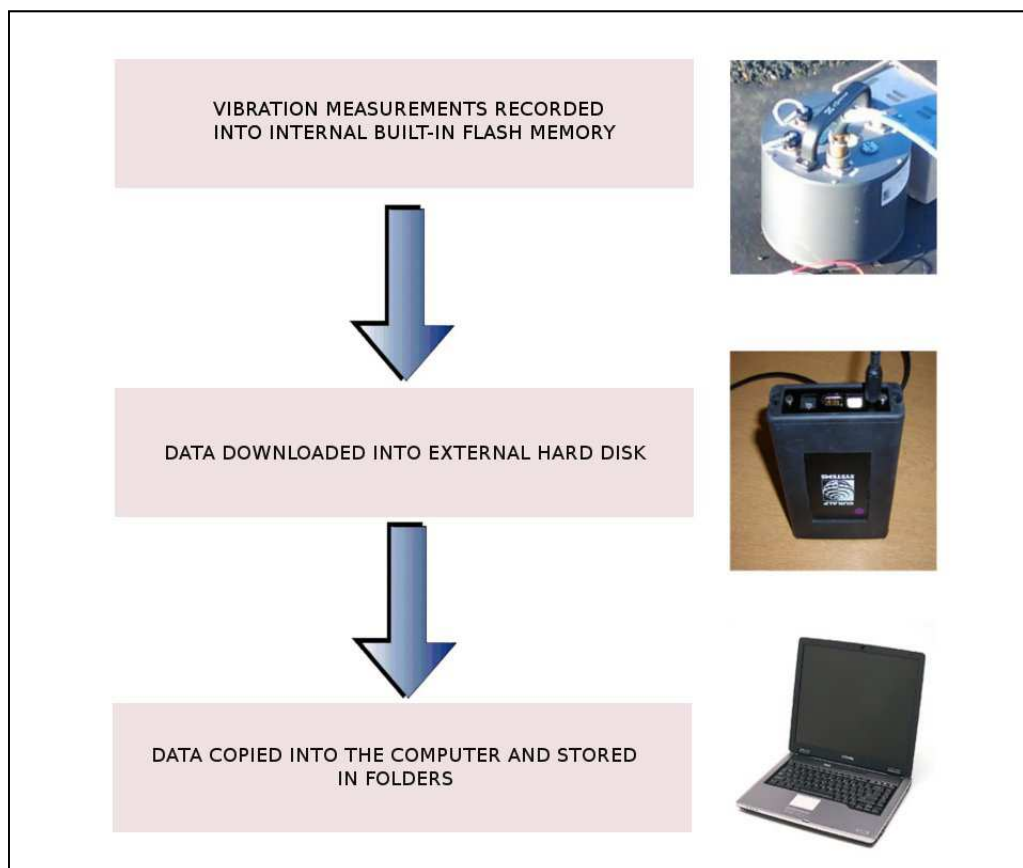 VIBRATION MEASUREMENTS RECORDED
INTO INTERNAL BUILT-IN FLASH MEMORY
DATA DOWNLOADED INTO EXTERNAL HARD DISK
SYSTEMS
DATA COPIED INTO THE COMPUTER AND STORED
IN FOLDERS